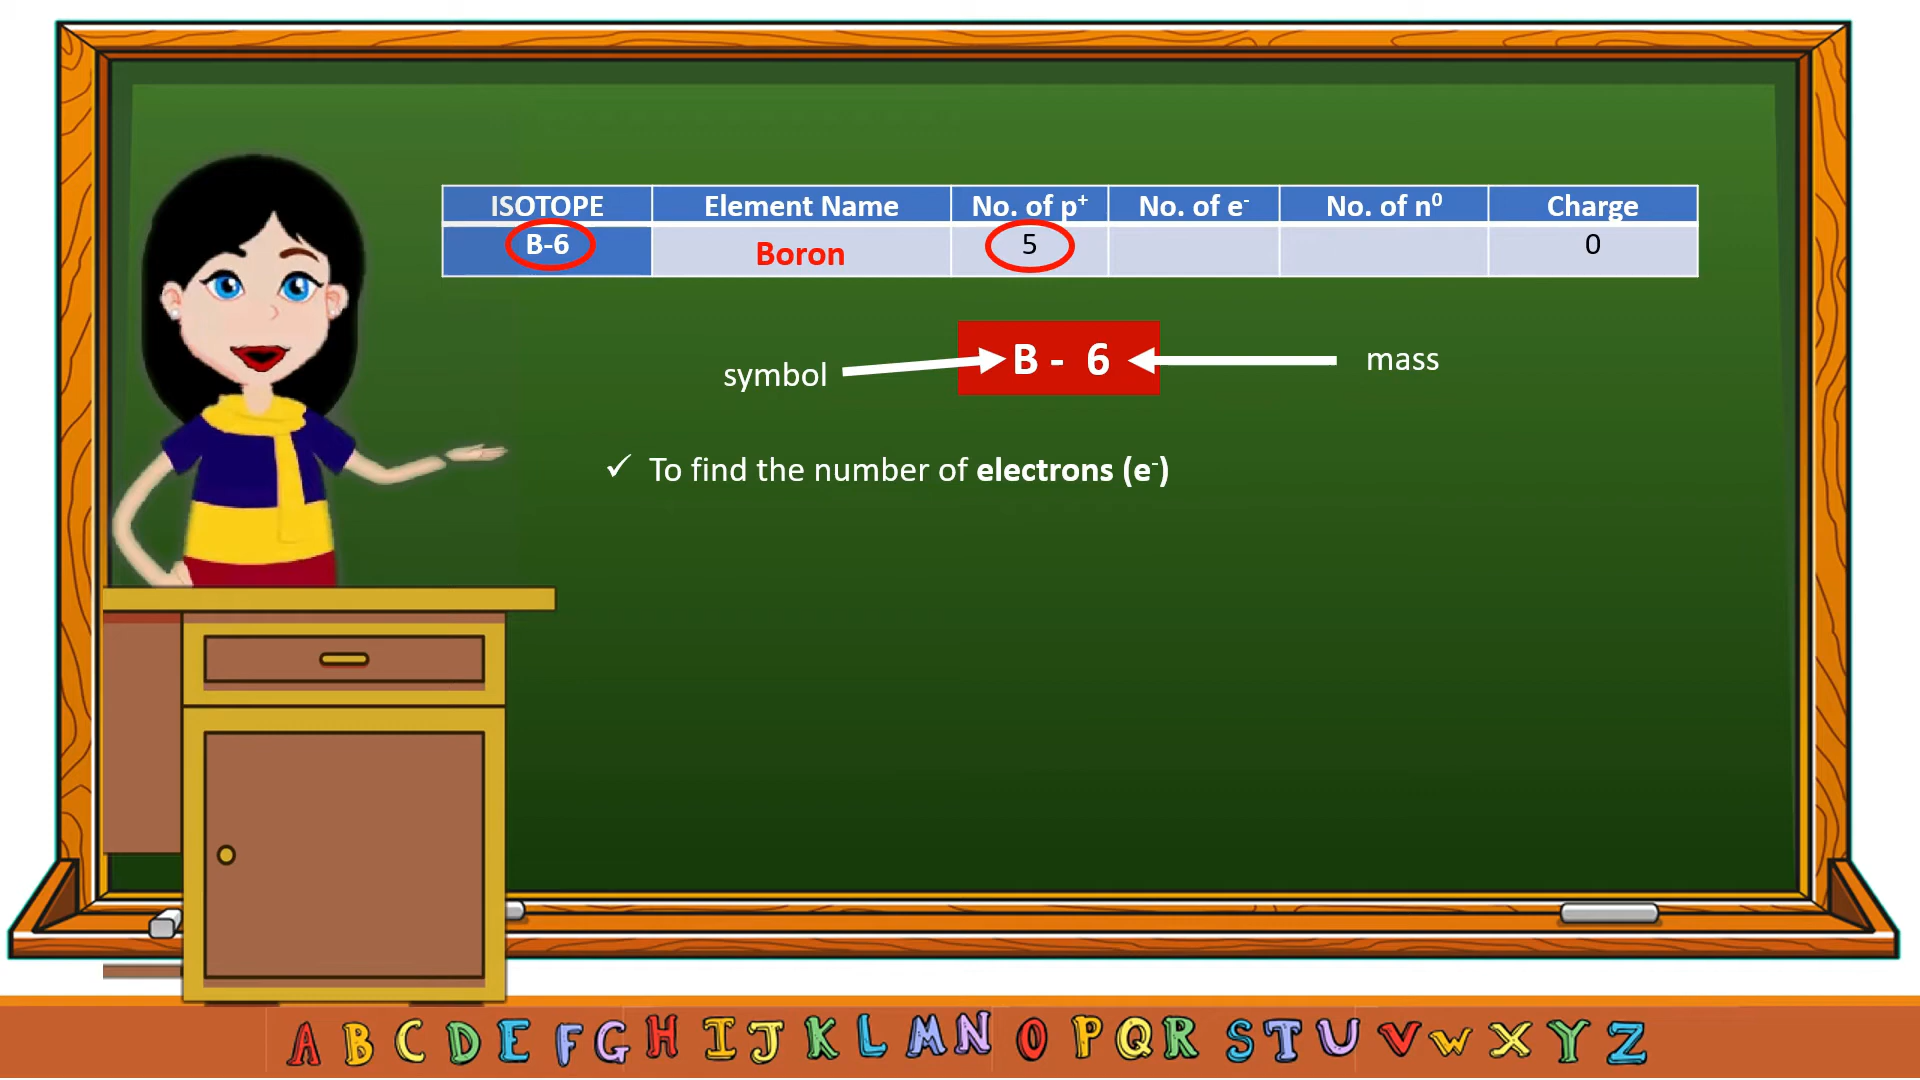 ISOTOPE Element Name No. of p⁺ No. of e⁻ No. of n⁰ Charge
B-6 Boron 5 0
symbol B - 6 mass
✓ To find the number of electrons (e⁻)
A B C D E F G H I J K L M N O P Q R S T U V W X Y Z